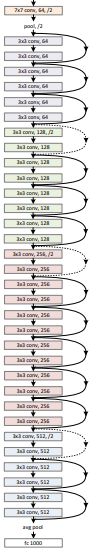 7x7 conv, 64, /2
pool, /2
3x3 conv, 64
3x3 conv, 64
3x3 conv, 64
3x3 conv, 64
3x3 conv, 64
3x3 conv, 64
3x3 conv, 128, /2
3x3 conv, 128
3x3 conv, 128
3x3 conv, 128
3x3 conv, 128
3x3 conv, 128
3x3 conv, 128
3x3 conv, 128
3x3 conv, 256, /2
3x3 conv, 256
3x3 conv, 256
3x3 conv, 256
3x3 conv, 256
3x3 conv, 256
3x3 conv, 256
3x3 conv, 256
3x3 conv, 256
3x3 conv, 256
3x3 conv, 256
3x3 conv, 256
3x3 conv, 512, /2
3x3 conv, 512
3x3 conv, 512
3x3 conv, 512
3x3 conv, 512
3x3 conv, 512
avg pool
fc 1000